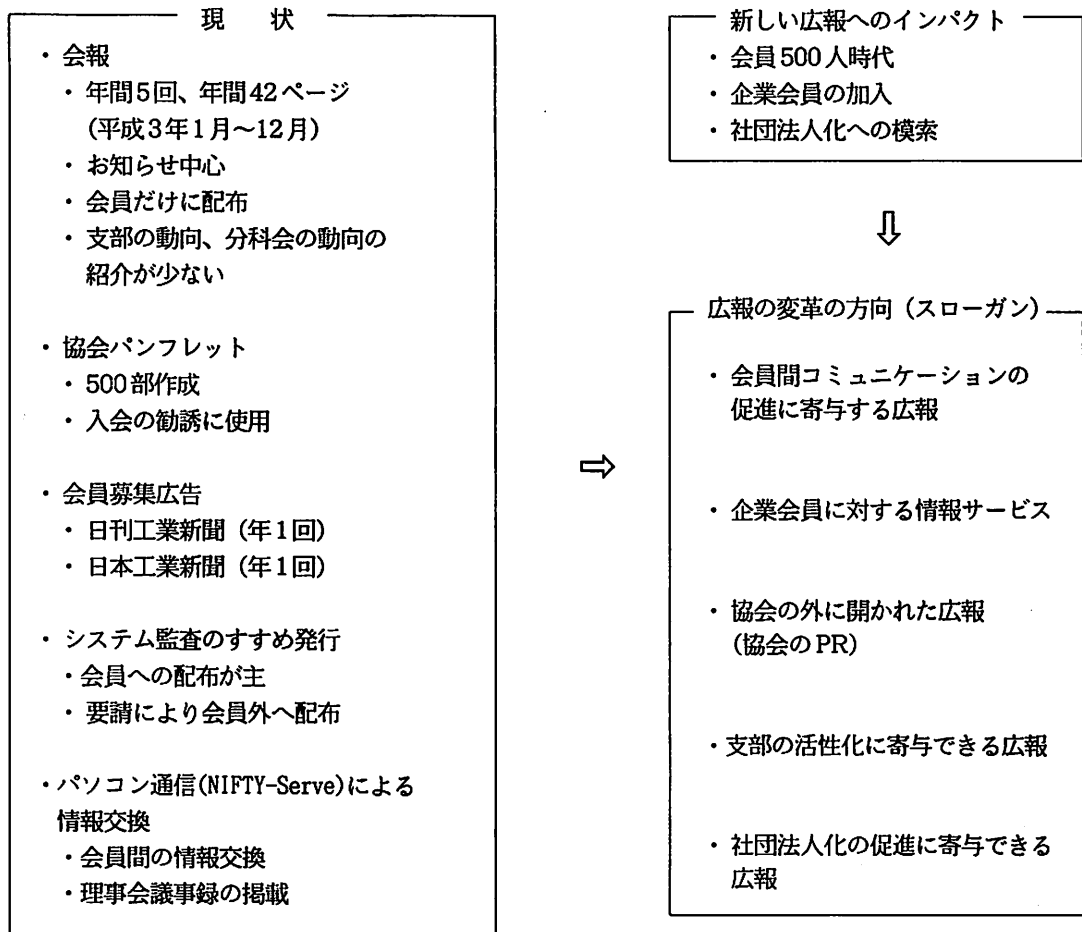 現 状
・ 会報
・ 年間5回、年間42ページ
(平成3年1月～12月)
・ お知らせ中心
・ 会員だけに配布
・ 支部の動向、分科会の動向の
紹介が少ない
・ 協会パンフレット
・ 500部作成
・ 入会の勧誘に使用
・ 会員募集広告
・ 日刊工業新聞（年1回）
・ 日本工業新聞（年1回）
・ システム監査のすすめ発行
・会員への配布が主
・ 要請により会員外へ配布
・パソコン通信(NIFTY-Serve)による
情報交換
・会員間の情報交換
・理事会議事録の掲載
⇨
新しい広報へのインパクト
・ 会員500人時代
・ 企業会員の加入
・ 社団法人化への模索
⇩
広報の変革の方向（スローガン）
・ 会員間コミュニケーションの
促進に寄与する広報
・ 企業会員に対する情報サービス
・ 協会の外に開かれた広報
(協会のPR)
・支部の活性化に寄与できる広報
・ 社団法人化の促進に寄与できる
広報